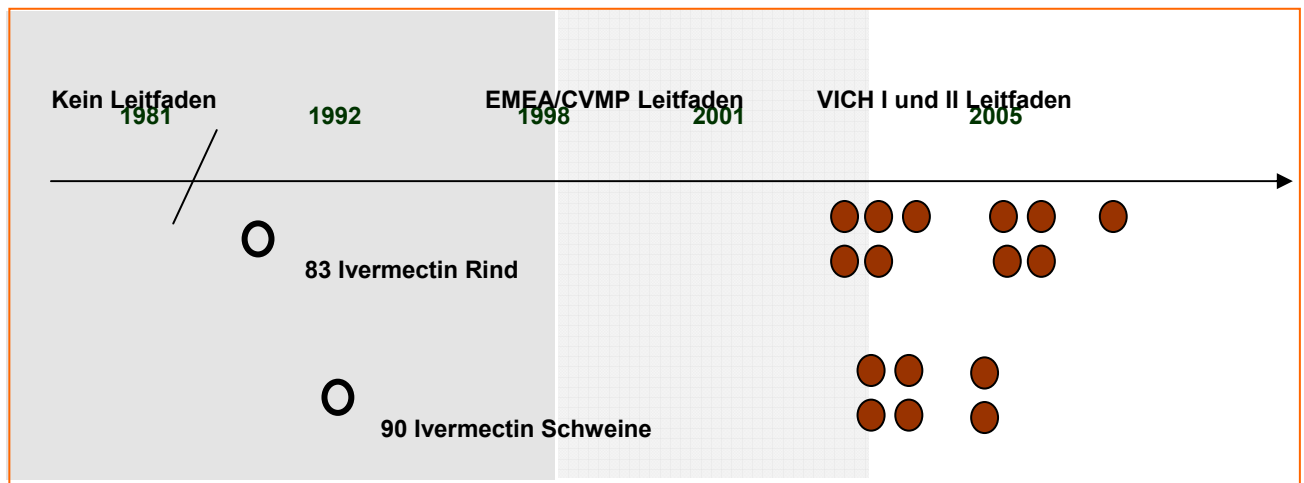 Kein Leitfaden EMEA/CVMP Leitfaden VICH I und II Leitfaden
1981 1992 1998 2001 2005
83 Ivermectin Rind
90 Ivermectin Schweine